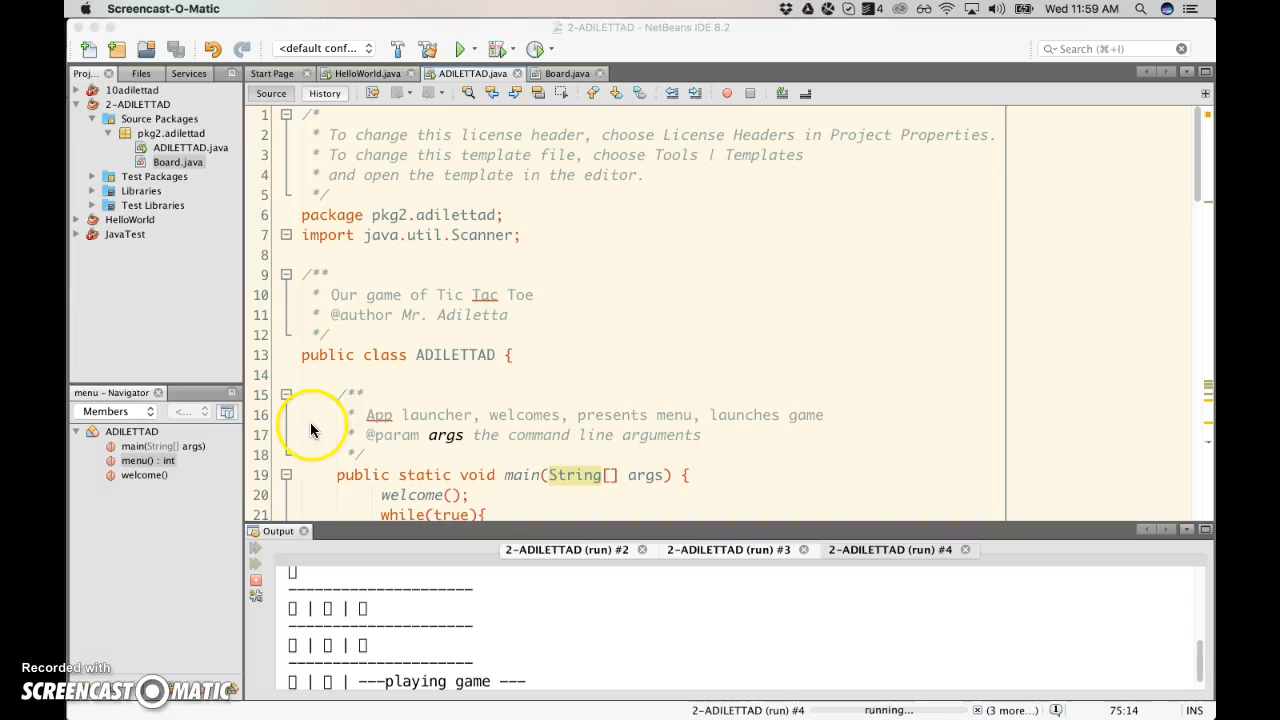 Screencast-O-Matic
4
Wed 11:59 AM
2-ADILETTAD - NetBeans IDE 8.2
<default conf...
Search (⌘+I)
Proj...
Files
Services
Start Page
HelloWorld.java
ADILETTAD.java
Board.java
Source
History
10adilettad
2-ADILETTAD
Source Packages
pkg2.adilettad
ADILETTAD.java
Board.java
Test Packages
Libraries
Test Libraries
HelloWorld
JavaTest
menu - Navigator
Members
<...
ADILETTAD
main(String[] args)
menu() : int
welcome()
1 /*
2 * To change this license header, choose License Headers in Project Properties.
3 * To change this template file, choose Tools | Templates
4 * and open the template in the editor.
5 */
6 package pkg2.adilettad;
7 import java.util.Scanner;
8
9 /**
10 * Our game of Tic Tac Toe
11 * @author Mr. Adiletta
12 */
13 public class ADILETTAD {
14
15 /**
16 * App launcher, welcomes, presents menu, launches game
17 * @param args the command line arguments
18 */
19 public static void main(String[] args) {
20 welcome();
21 while(true){
Output
2-ADILETTAD (run) #2
2-ADILETTAD (run) #3
2-ADILETTAD (run) #4
▯
---------------------
▯ | ▯ | ▯
---------------------
▯ | ▯ | ▯
---------------------
▯ | ▯ | ---playing game ---
Recorded with
SCREENCAST-O-MATIC
2-ADILETTAD (run) #4
running...
(3 more...)
75:14
INS